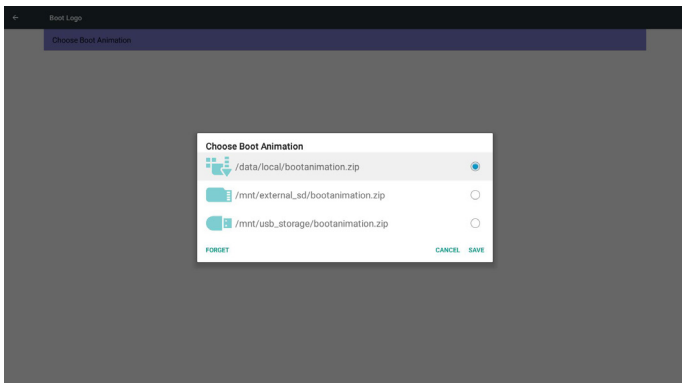 Boot Logo
Choose Boot Animation
Choose Boot Animation
/data/local/bootanimation.zip
/mnt/external_sd/bootanimation.zip
/mnt/usb_storage/bootanimation.zip
FORGET CANCEL SAVE